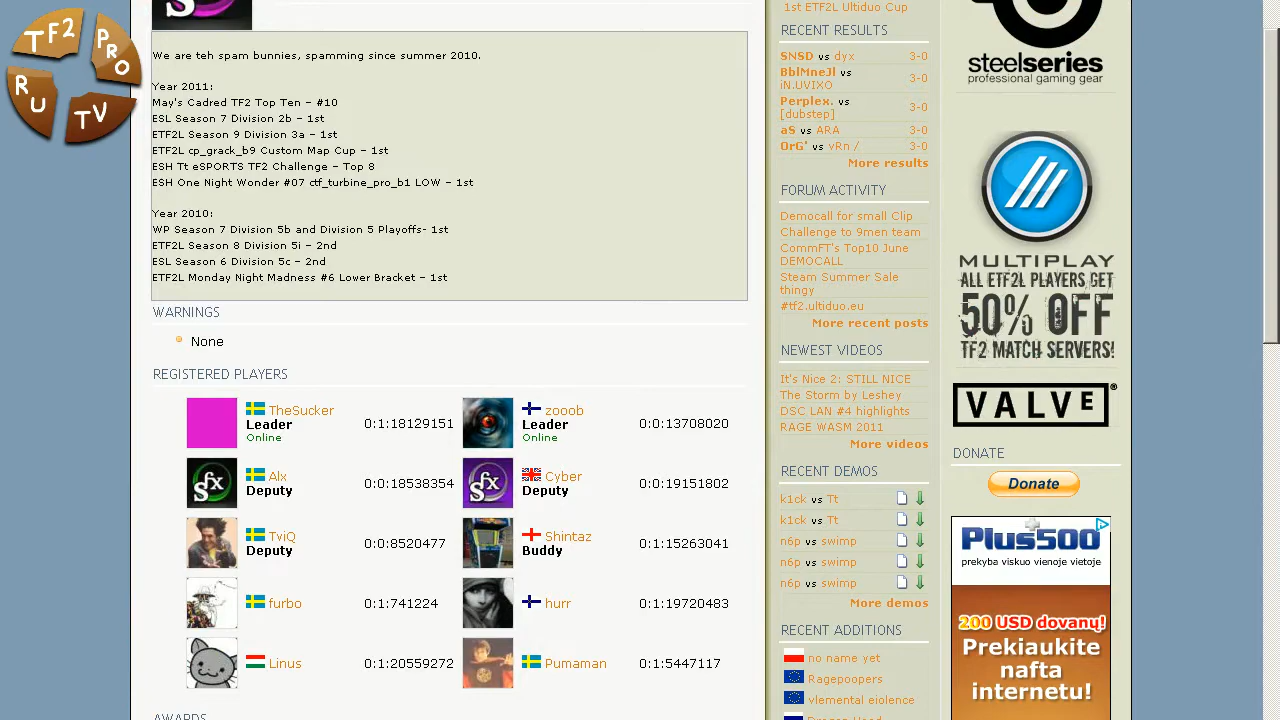 TF2
PRO
RU
TV
We are teh spam bunnies, spamming since summer 2010.
Year 2011:
May's Cadred TF2 Top Ten - #10
ESL Season 7 Division 2b - 1st
ETF2L Season 9 Division 3a - 1st
ETF2L cp_grack_b9 Custom Map Cup - 1st
ESH Tt eSPORTS TF2 Challenge - Top 8
ESH One Night Wonder #07 ctf_turbine_pro_b1 LOW - 1st
Year 2010:
Season 7 Division 5b and Division 5 Playoffs- 1st
ETF2L Season 8 Division 5i - 2nd
ESL Season 6 Division 5c - 2nd
ETF2L Monday Night Madness #6 Lower Bracket - 1st
WARNINGS
None
REGISTERED PLAYERS
TheSucker
Leader
Online
0:1:18129151
zooob
Leader
Online
0:0:13708020
Alx
Deputy
0:0:18538354
Cyber
Deputy
0:0:19151802
TviQ
Deputy
0:0:8520477
Shintaz
Buddy
0:1:15263041
furbo
0:1:741224
hurr
0:1:19720483
Linus
0:1:20559272
Pumaman
0:1:5447117
AWARDS
1st ETF2L Ultiduo Cup
RECENT RESULTS
SNSD vs dyx 3-0
BblMneJl vs
iN.UVIXO 3-0
Perplex. vs
[dubstep] 3-0
aS vs ARA 3-0
OrG' vs vRn / 3-0
More results
FORUM ACTIVITY
Democall for small Clip
Challenge to 9men team
CommFT's Top10 June
DEMOCALL
Steam Summer Sale
thingy
#tf2.ultiduo.eu
More recent posts
NEWEST VIDEOS
It's Nice 2: STILL NICE
The Storm by Leshey
DSC LAN #4 highlights
RAGE WASM 2011
More videos
RECENT DEMOS
k1ck vs Tt
k1ck vs Tt
n6p vs swimp
n6p vs swimp
n6p vs swimp
More demos
RECENT ADDITIONS
no name yet
Ragepoopers
vlemental eiolence
steelseries
professional gaming gear
MULTIPLAY
ALL ETF2L PLAYERS GET
50% OFF
TF2 MATCH SERVERS!
VALVE®
DONATE
Donate
Plus500
prekyba viskuo vienoje vietoje
200 USD dovanų!
Prekiaukite
nafta
internetu!